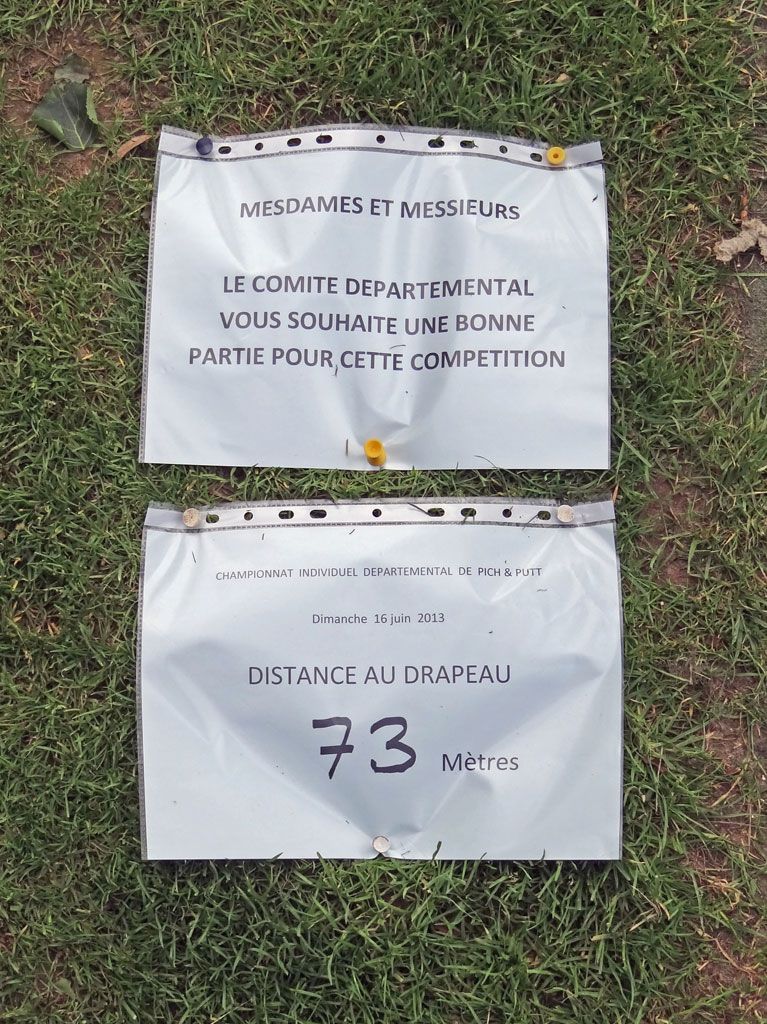 MESDAMES ET MESSIEURS
LE COMITE DEPARTEMENTAL
VOUS SOUHAITE UNE BONNE
PARTIE POUR CETTE COMPETITION
CHAMPIONNAT INDIVIDUEL DEPARTEMENTAL DE PICH & PUTT
Dimanche 16 juin 2013
DISTANCE AU DRAPEAU
73 Mètres